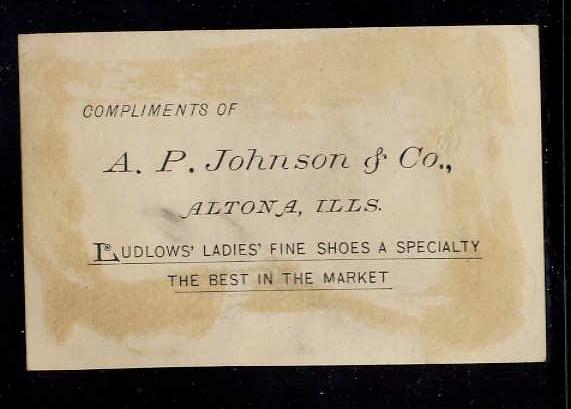 COMPLIMENTS OF
A. P. Johnson & Co.,
ALTONA, ILLS.
LUDLOWS' LADIES' FINE SHOES A SPECIALTY
THE BEST IN THE MARKET